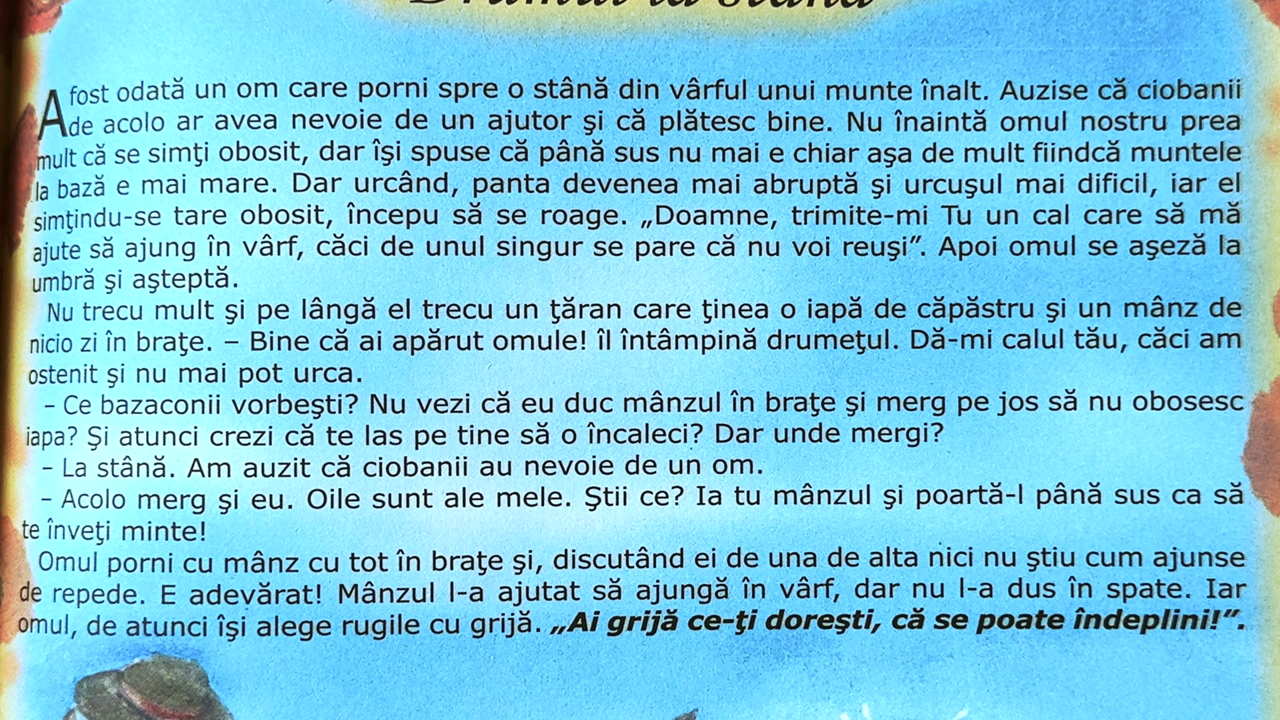 Drumul la stână
A fost odată un om care porni spre o stână din vârful unui munte înalt. Auzise că ciobanii
de acolo ar avea nevoie de un ajutor şi că plătesc bine. Nu înaintă omul nostru prea
mult că se simţi obosit, dar îşi spuse că până sus nu mai e chiar aşa de mult fiindcă muntele
la bază e mai mare. Dar urcând, panta devenea mai abruptă şi urcuşul mai dificil, iar el
simţindu-se tare obosit, începu să se roage. „Doamne, trimite-mi Tu un cal care să mă
ajute să ajung în vârf, căci de unul singur se pare că nu voi reuşi”. Apoi omul se aşeză la
umbră şi aşteptă.
Nu trecu mult şi pe lângă el trecu un ţăran care ţinea o iapă de căpăstru şi un mânz de
nicio zi în braţe. – Bine că ai apărut omule! îl întâmpină drumeţul. Dă-mi calul tău, căci am
ostenit şi nu mai pot urca.
– Ce bazaconii vorbeşti? Nu vezi că eu duc mânzul în braţe şi merg pe jos să nu obosesc
iapa? Şi atunci crezi că te las pe tine să o încaleci? Dar unde mergi?
– La stână. Am auzit că ciobanii au nevoie de un om.
– Acolo merg şi eu. Oile sunt ale mele. Ştii ce? Ia tu mânzul şi poartă-l până sus ca să
te înveţi minte!
Omul porni cu mânz cu tot în braţe şi, discutând ei de una de alta nici nu ştiu cum ajunse
de repede. E adevărat! Mânzul l-a ajutat să ajungă în vârf, dar nu l-a dus în spate. Iar
omul, de atunci îşi alege rugile cu grijă. „Ai grijă ce-ţi doreşti, că se poate îndeplini!”.